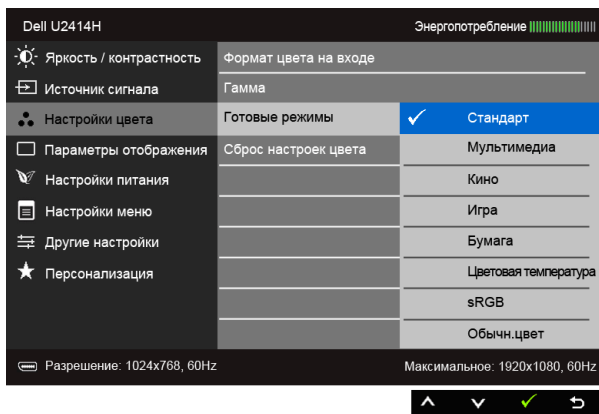 Dell U2414H
Энергопотребление
Яркость / контрастность
Формат цвета на входе
Источник сигнала
Гамма
Настройки цвета
Готовые режимы
Стандарт
Параметры отображения
Сброс настроек цвета
Мультимедиа
Настройки питания
Кино
Настройки меню
Игра
Другие настройки
Бумага
Персонализация
Цветовая температура
sRGB
Обычн.цвет
Разрешение: 1024x768, 60Hz
Максимальное: 1920x1080, 60Hz